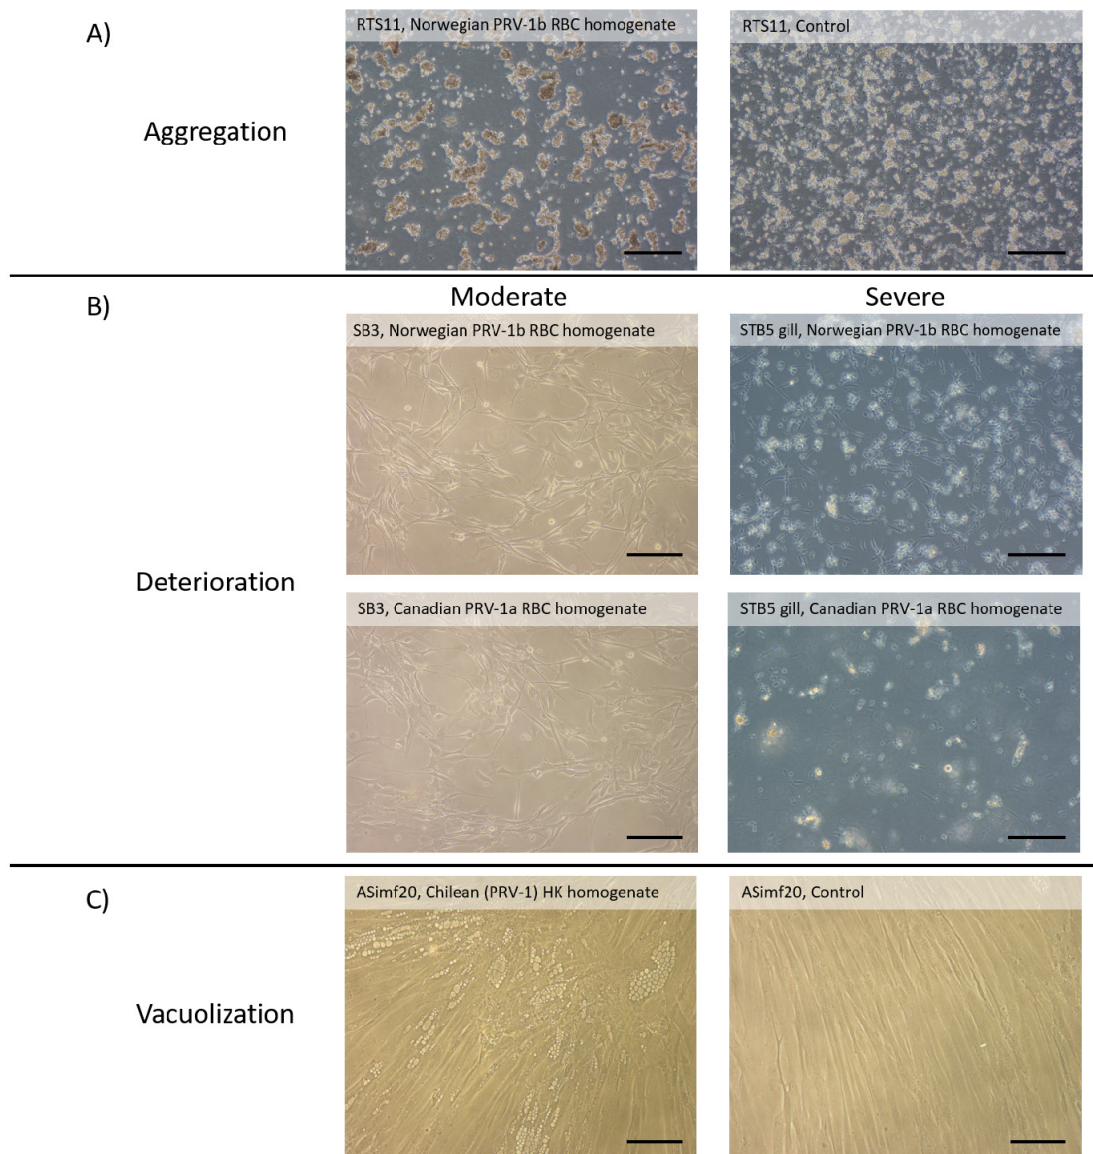 A)
RTS11, Norwegian PRV-1b RBC homogenate
RTS11, Control
Aggregation
B)
Moderate
Severe
SB3, Norwegian PRV-1b RBC homogenate
STB5 gill, Norwegian PRV-1b RBC homogenate
Deterioration
SB3, Canadian PRV-1a RBC homogenate
STB5 gill, Canadian PRV-1a RBC homogenate
C)
ASimf20, Chilean (PRV-1) HK homogenate
ASimf20, Control
Vacuolization